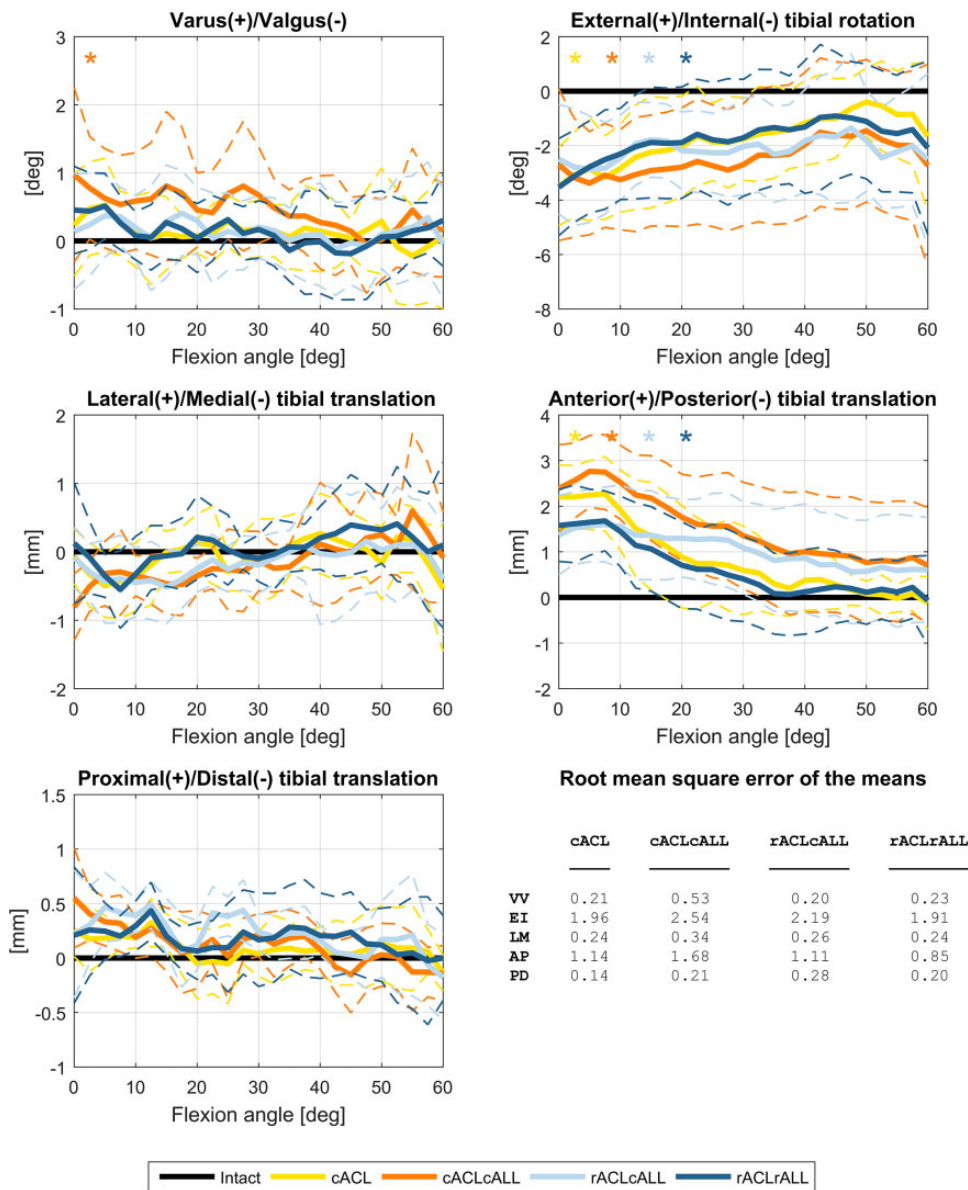 Varus(+)/Valgus(-)
3
2
1
0
-1
[deg]
*
0 10 20 30 40 50 60
Flexion angle [deg]
External(+)/Internal(-) tibial rotation
2
0
-2
-4
-6
-8
[deg]
* * * *
0 10 20 30 40 50 60
Flexion angle [deg]
Lateral(+)/Medial(-) tibial translation
2
1
0
-1
-2
[mm]
0 10 20 30 40 50 60
Flexion angle [deg]
Anterior(+)/Posterior(-) tibial translation
4
3
2
1
0
-1
-2
[mm]
* * * *
0 10 20 30 40 50 60
Flexion angle [deg]
Proximal(+)/Distal(-) tibial translation
1.5
1
0.5
0
-0.5
-1
[mm]
0 10 20 30 40 50 60
Flexion angle [deg]
Root mean square error of the means
cACL cACLcALL rACLcALL rACLrALL
VV 0.21 0.53 0.20 0.23
EI 1.96 2.54 2.19 1.91
LM 0.24 0.34 0.26 0.24
AP 1.14 1.68 1.11 0.85
PD 0.14 0.21 0.28 0.20
Intact cACL cACLcALL rACLcALL rACLrALL